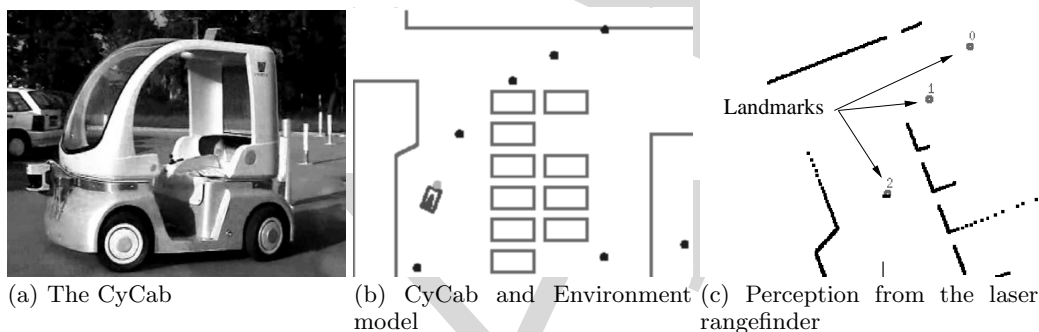 0
1
Landmarks
2
(a) The CyCab
(b) CyCab and Environment
model
(c) Perception from the laser
rangefinder